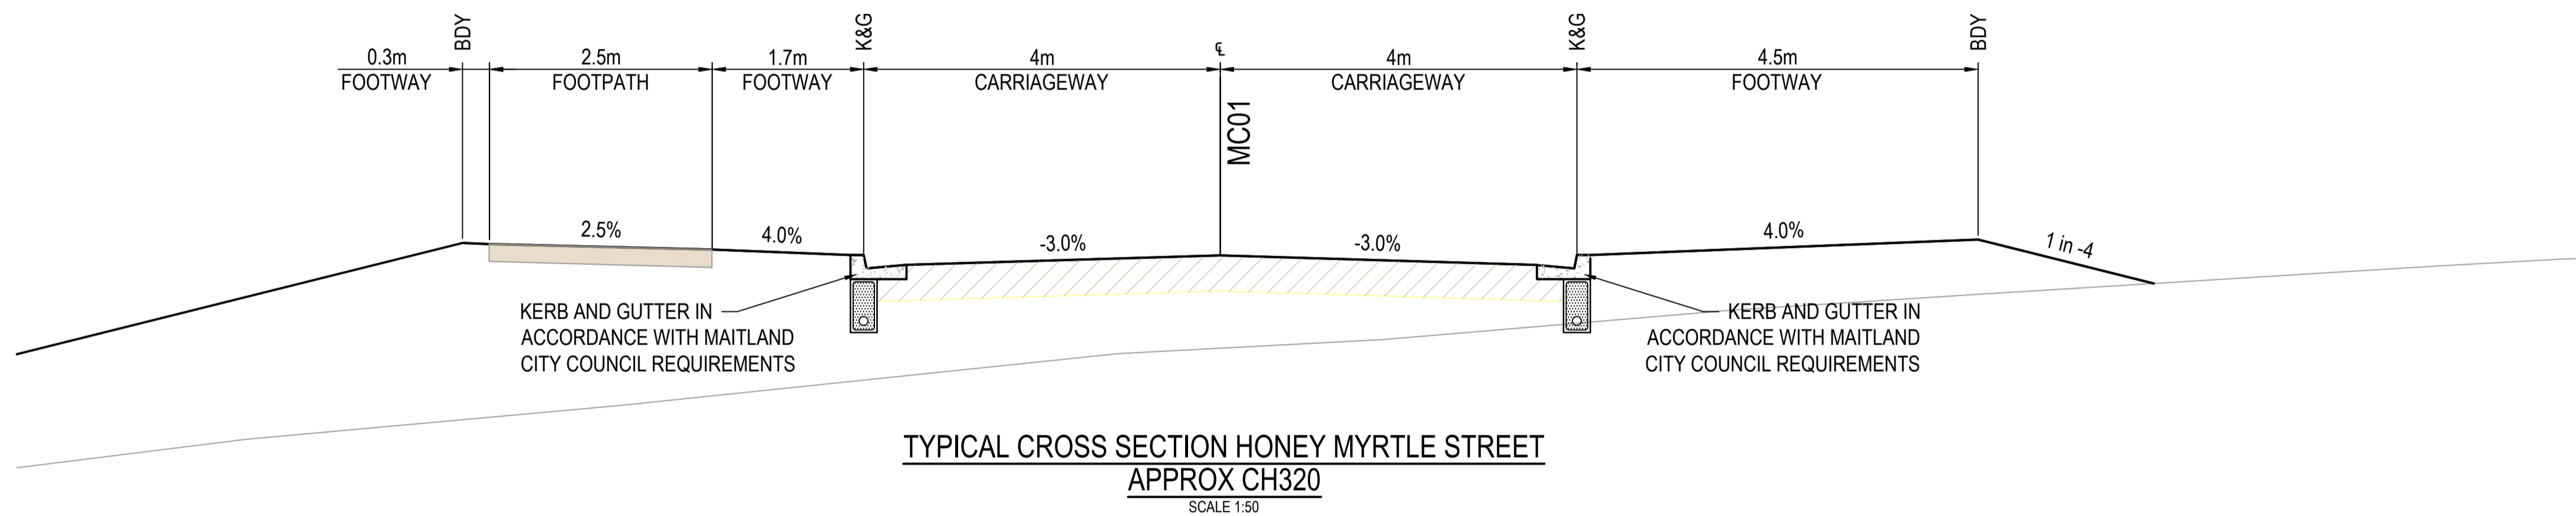 BDY
K&G
℄
K&G
BDY
0.3m
2.5m
1.7m
4m
4m
4.5m
FOOTWAY
FOOTPATH
FOOTWAY
CARRIAGEWAY
CARRIAGEWAY
FOOTWAY
MC01
2.5%
4.0%
-3.0%
-3.0%
4.0%
1 in -4
KERB AND GUTTER IN
ACCORDANCE WITH MAITLAND
CITY COUNCIL REQUIREMENTS
KERB AND GUTTER IN
ACCORDANCE WITH MAITLAND
CITY COUNCIL REQUIREMENTS
TYPICAL CROSS SECTION HONEY MYRTLE STREET
APPROX CH320
SCALE 1:50